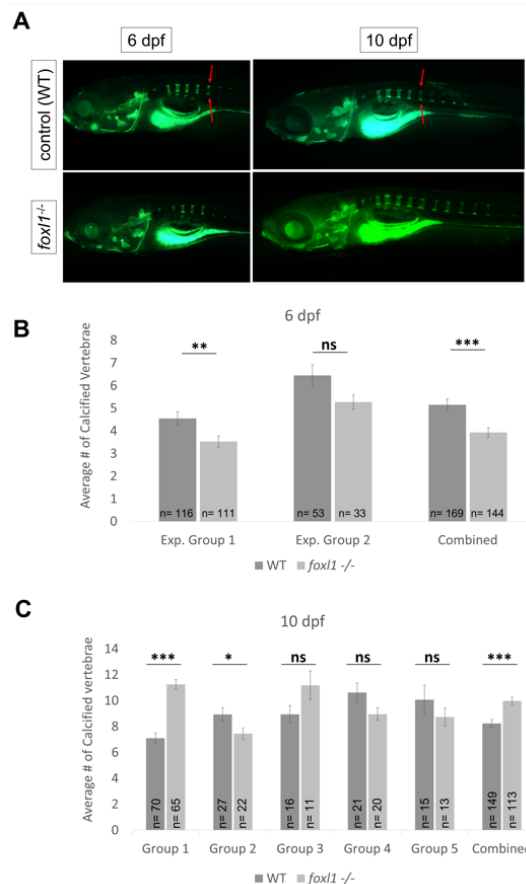 A
6 dpf
10 dpf
control (WT)
foxl1-/-
B
6 dpf
Average # of Calcified Vertebrae
8
7
6
5
4
3
2
1
0
**
ns
***
n= 116
n= 111
n= 53
n= 33
n= 169
n= 144
Exp. Group 1
Exp. Group 2
Combined
WT
foxl1 -/-
C
10 dpf
Average # of Calcified vertebrae
14
12
10
8
6
4
2
0
***
*
ns
ns
ns
***
n= 70
n= 65
n= 27
n= 22
n= 16
n= 11
n= 21
n= 20
n= 15
n= 13
n= 149
n= 113
Group 1
Group 2
Group 3
Group 4
Group 5
Combined
WT
foxl1 -/-